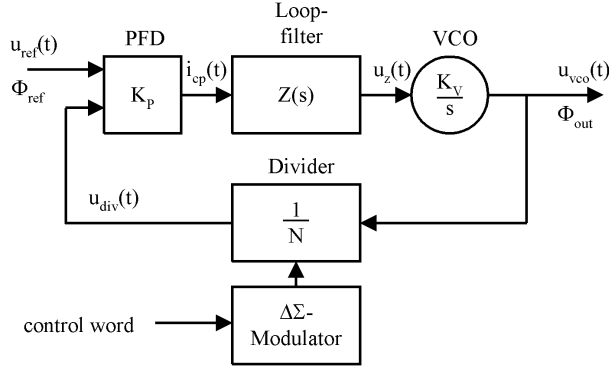 Loop-
filter
PFD
VCO
u_ref(t)
Φ_ref
K_P
i_cp(t)
Z(s)
u_z(t)
K_V
s
u_vco(t)
Φ_out
Divider
u_div(t)
1
N
ΔΣ-
Modulator
control word